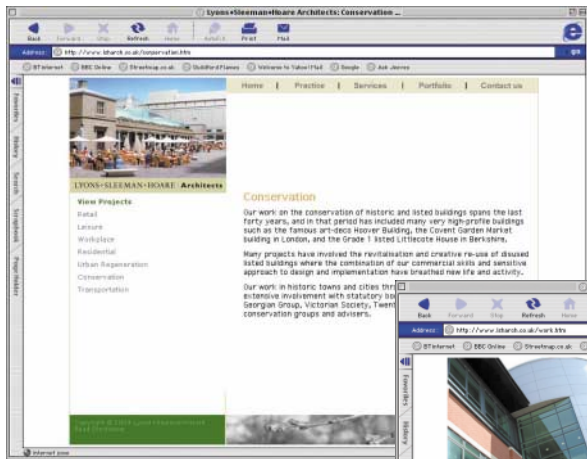 Lyons•Sleeman•Hoare Architects: Conservation ...
Back Forward Stop Refresh Home AutoFill Print Mail
Address: http://www.lsharch.co.uk/conservation.htm go
BT Internet BBC Online Streetmap.co.uk Guildford Flames Welcome to Yahoo! Mail Google Ask Jeeves
Favorites
History
Search
Scrapbook
Page Holder
Home | Practice | Services | Portfolio | Contact us
LYONS•SLEEMAN•HOARE Architects
View Projects
Retail
Leisure
Workplace
Residential
Urban Regeneration
Conservation
Transportation
Conservation
Our work on the conservation of historic and listed buildings spans the last
forty years, and in that period has included many very high-profile buildings
such as the famous art-deco Hoover Building, the Covent Garden Market
building in London, and the Grade 1 listed Littlecote House in Berkshire.
Many projects have involved the revitalisation and creative re-use of disused
listed buildings where the combination of our commercial skills and sensitive
approach to design and implementation have breathed new life and activity.
Our work in historic towns and cities
extensive involvement with statutory
Georgian Group, Victorian Society,
conservation groups and advisers.
Internet zone
Back Forward Stop Refresh Home
Address: http://www.lsharch.co.uk/work.htm
BT Internet BBC Online Streetmap.co.uk
Favorites
History